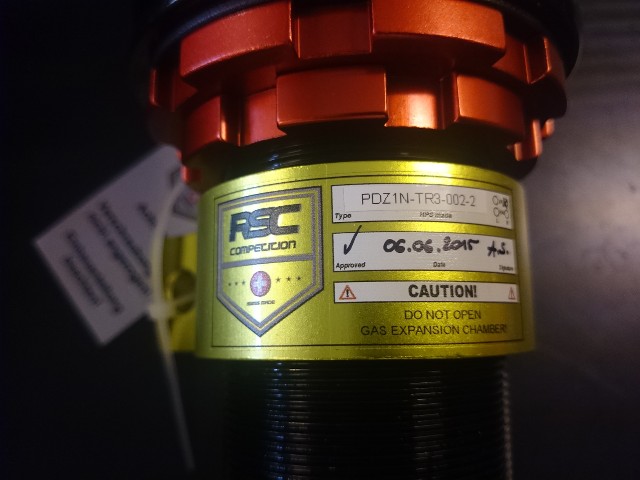 RSC
COMPETITION
PDZ1N-TR3-002-2
Type
06.06.2015 A.S.
Approved Date
CAUTION!
DO NOT OPEN
GAS EXPANSION CHAMBER!